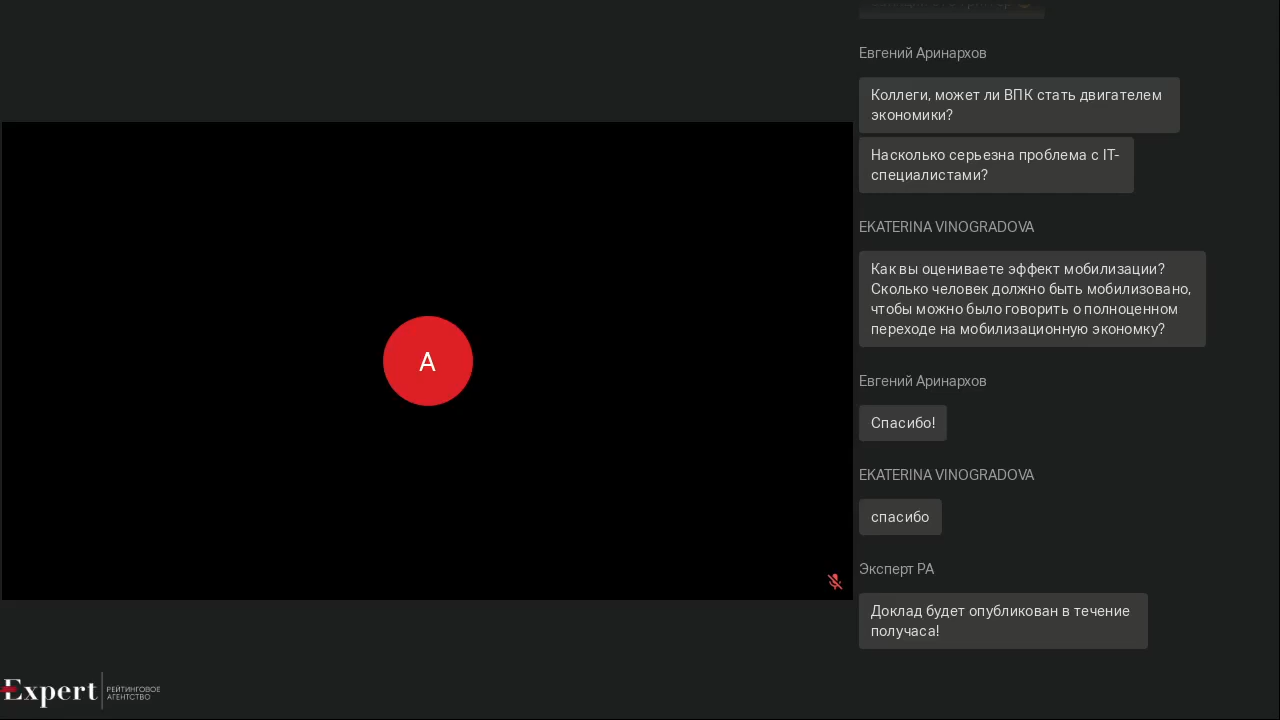 Евгений Аринархов
Коллеги, может ли ВПК стать двигателем
экономики?
Насколько серьезна проблема с IT-
специалистами?
EKATERINA VINOGRADOVA
Как вы оцениваете эффект мобилизации?
Сколько человек должно быть мобилизовано,
чтобы можно было говорить о полноценном
переходе на мобилизационную экономку?
Евгений Аринархов
Спасибо!
EKATERINA VINOGRADOVA
спасибо
Эксперт РА
Доклад будет опубликован в течение
получаса!
А
Expert
РЕЙТИНГОВОЕ
АГЕНТСТВО